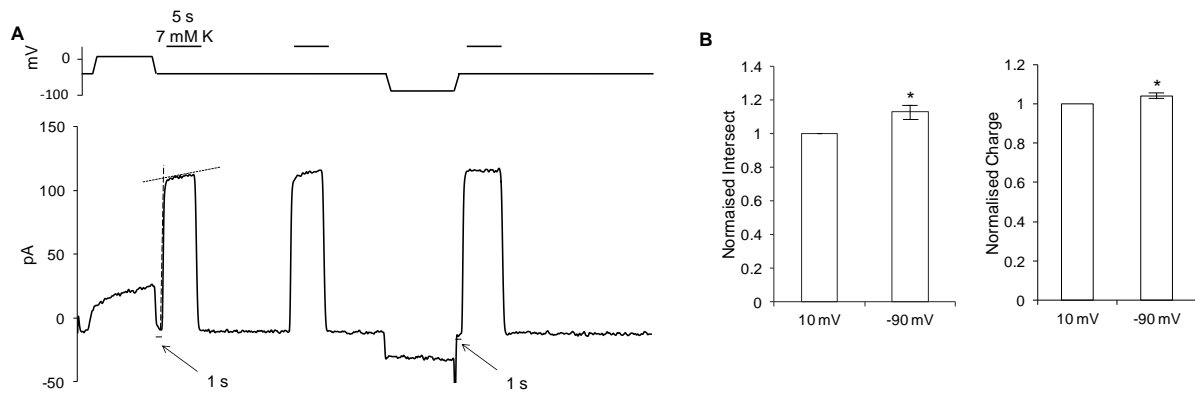 A
5 s
7 mM K
mV
0
-100
pA
150
100
50
0
-50
1 s
1 s
B
Normaised Intersect
1.4
1.2
1
0.8
0.6
0.4
0.2
0
*
10 mV
-90 mV
Normalised Charge
1.2
1
0.8
0.6
0.4
0.2
0
*
10 mV
-90 mV